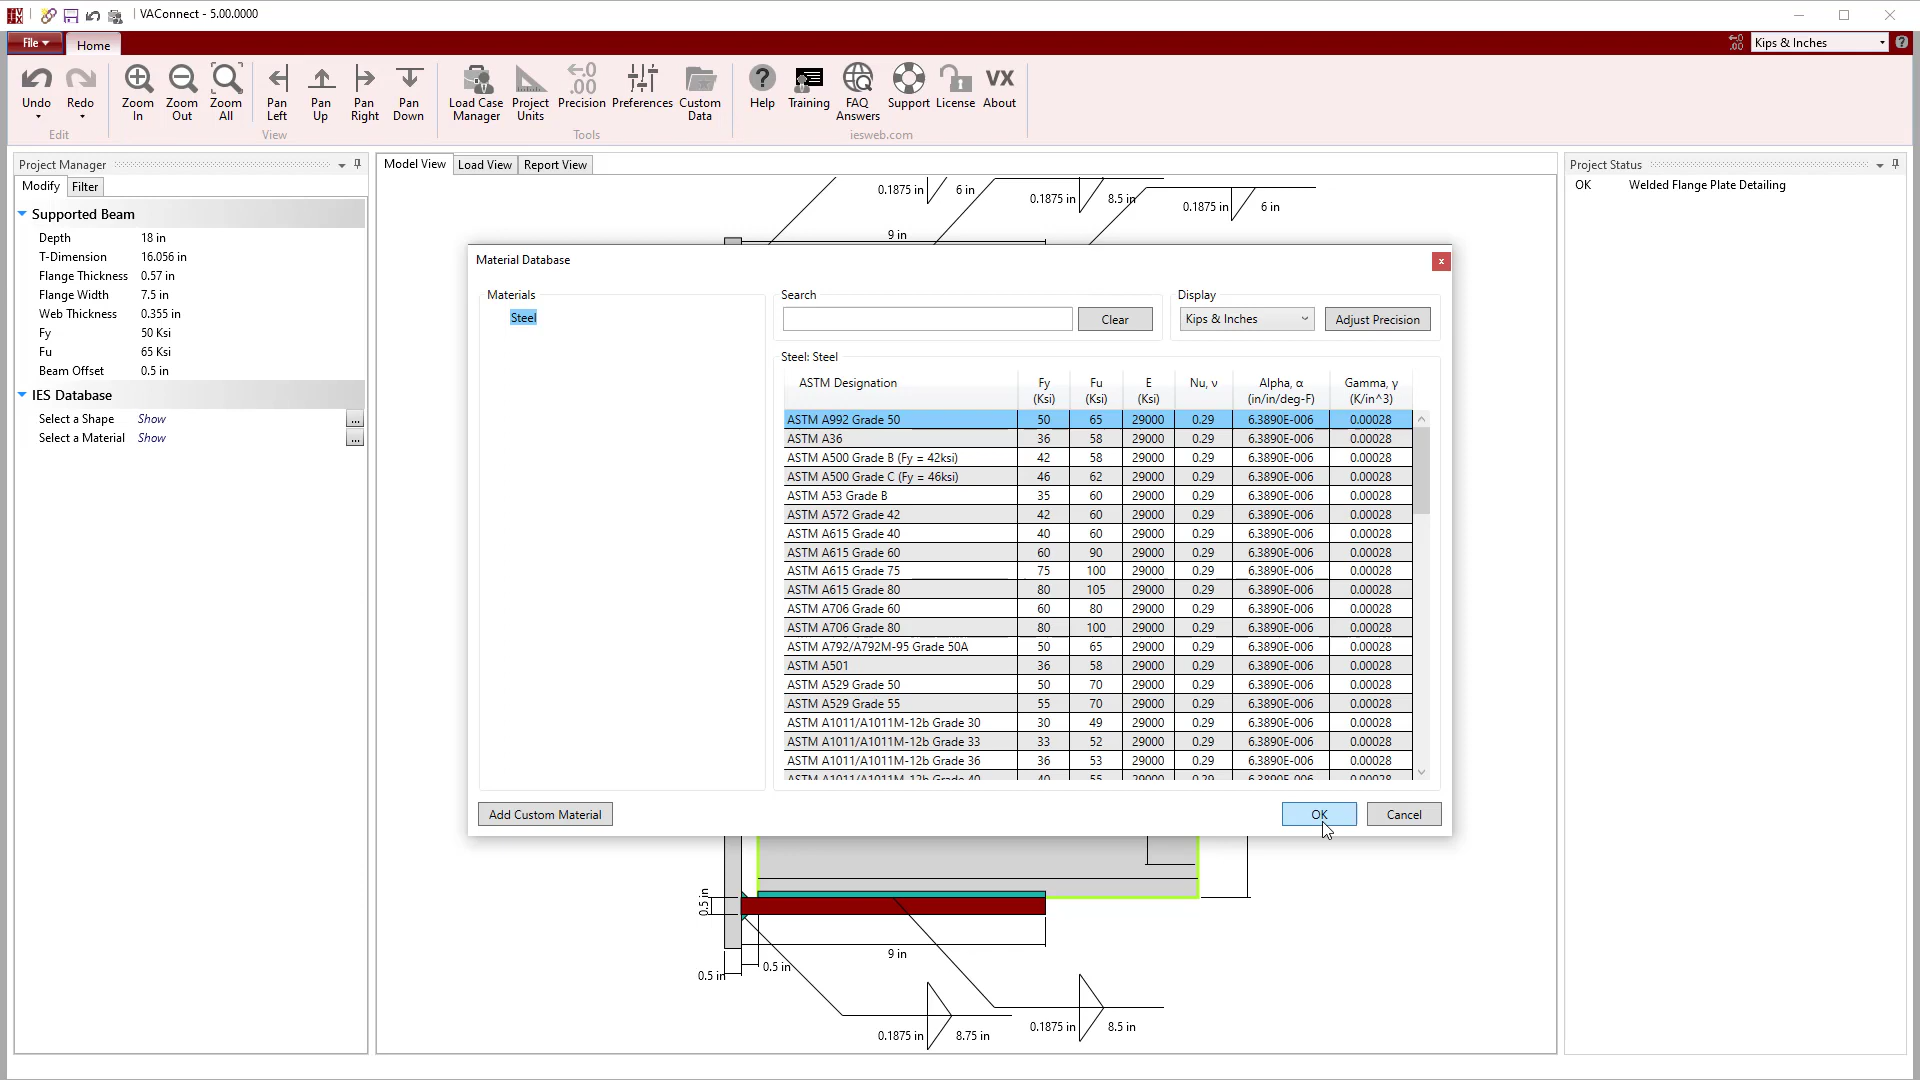 VAConnect - 5.00.0000
File
Home
Kips & Inches
Undo
Redo
Zoom In
Zoom Out
Zoom All
Pan Left
Pan Up
Pan Right
Pan Down
Load Case Manager
Project Units
Precision
Preferences
Custom Data
Help
Training
FAQ Answers
Support
License
VX
About
Edit
View
Tools
iesweb.com
Project Manager
Modify
Filter
Supported Beam
Depth 18 in
T-Dimension 16.056 in
Flange Thickness 0.57 in
Flange Width 7.5 in
Web Thickness 0.355 in
Fy 50 Ksi
Fu 65 Ksi
Beam Offset 0.5 in
IES Database
Select a Shape Show ...
Select a Material Show ...
Model View
Load View
Report View
0.1875 in 6 in
0.1875 in 8.5 in
0.1875 in 6 in
9 in
Material Database
x
Materials
Steel
Search
Clear
Display
Kips & Inches
Adjust Precision
Steel: Steel
ASTM Designation Fy (Ksi) Fu (Ksi) E (Ksi) Nu, ν Alpha, α (in/in/deg-F) Gamma, γ (K/in^3)
ASTM A992 Grade 50 50 65 29000 0.29 6.3890E-006 0.00028
ASTM A36 36 58 29000 0.29 6.3890E-006 0.00028
ASTM A500 Grade B (Fy = 42ksi) 42 58 29000 0.29 6.3890E-006 0.00028
ASTM A500 Grade C (Fy = 46ksi) 46 62 29000 0.29 6.3890E-006 0.00028
ASTM A53 Grade B 35 60 29000 0.29 6.3890E-006 0.00028
ASTM A572 Grade 42 42 60 29000 0.29 6.3890E-006 0.00028
ASTM A615 Grade 40 40 60 29000 0.29 6.3890E-006 0.00028
ASTM A615 Grade 60 60 90 29000 0.29 6.3890E-006 0.00028
ASTM A615 Grade 75 75 100 29000 0.29 6.3890E-006 0.00028
ASTM A615 Grade 80 80 105 29000 0.29 6.3890E-006 0.00028
ASTM A706 Grade 60 60 80 29000 0.29 6.3890E-006 0.00028
ASTM A706 Grade 80 80 100 29000 0.29 6.3890E-006 0.00028
ASTM A792/A792M-95 Grade 50A 50 65 29000 0.29 6.3890E-006 0.00028
ASTM A501 36 58 29000 0.29 6.3890E-006 0.00028
ASTM A529 Grade 50 50 70 29000 0.29 6.3890E-006 0.00028
ASTM A529 Grade 55 55 70 29000 0.29 6.3890E-006 0.00028
ASTM A1011/A1011M-12b Grade 30 30 49 29000 0.29 6.3890E-006 0.00028
ASTM A1011/A1011M-12b Grade 33 33 52 29000 0.29 6.3890E-006 0.00028
ASTM A1011/A1011M-12b Grade 36 36 53 29000 0.29 6.3890E-006 0.00028
ASTM A1011/A1011M-12b Grade 40 40 55 29000 0.29 6.3890E-006 0.00028
Add Custom Material
OK
Cancel
0.5 in
9 in
0.5 in
0.5 in
0.1875 in 8.75 in
0.1875 in 8.5 in
Project Status
OK Welded Flange Plate Detailing